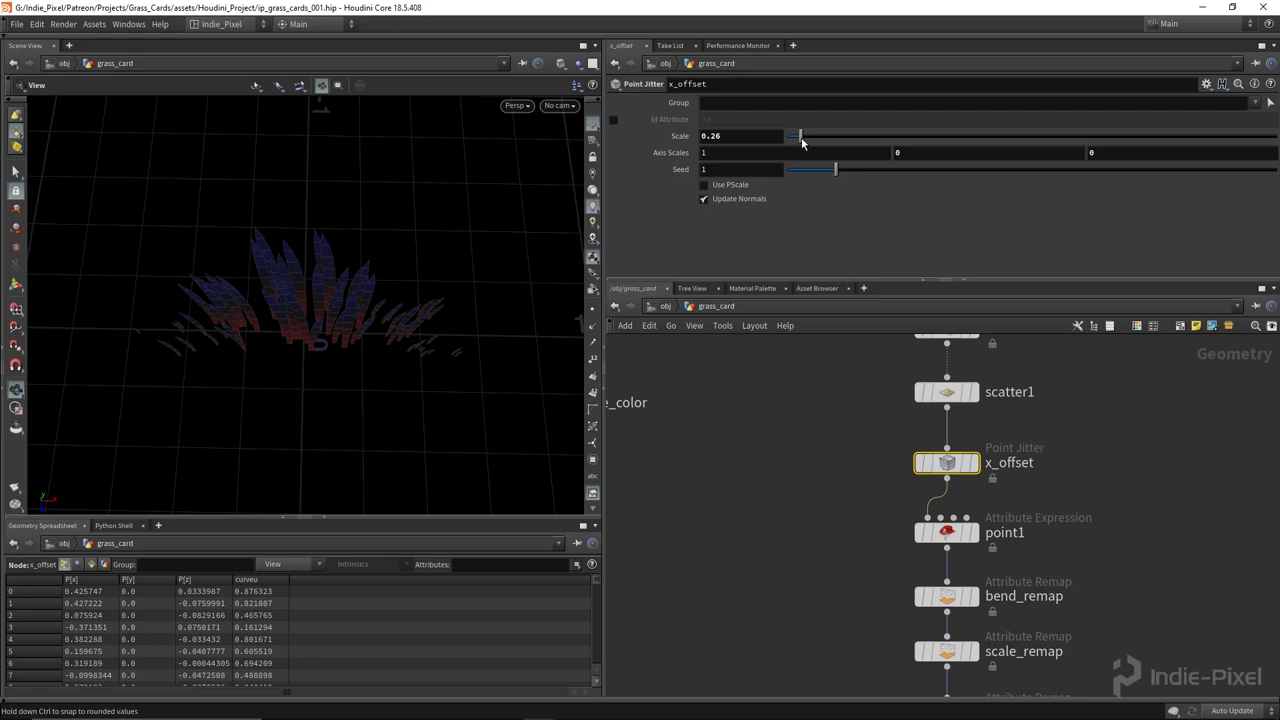 G:/Indie_Pixel/Patreon/Projects/Grass_Cards/assets/Houdini_Project/ip_grass_cards_001.hip - Houdini Core 18.5.408
File Edit Render Assets Windows Help Indie_Pixel Main Main
Scene View
obj grass_card
View
Persp No cam
x_offset Take List Performance Monitor
obj grass_card
Point Jitter x_offset
Group
Id Attribute id
Scale 0.26
Axis Scales 1 0 0
Seed 1
Use PScale
Update Normals
/obj/grass_card Tree View Material Palette Asset Browser
obj grass_card
Add Edit Go View Tools Layout Help
Geometry
scatter1
e_color
Point Jitter
x_offset
Attribute Expression
point1
Attribute Remap
bend_remap
Attribute Remap
scale_remap
Attribute Remap
Indie-Pixel
Geometry Spreadsheet Python Shell
obj grass_card
Node: x_offset Group: View Intrinsics Attributes:
P[x] P[y] P[z] curveu
0 0.425747 0.0 0.0333987 0.876323
1 0.427222 0.0 -0.0759991 0.821807
2 0.075924 0.0 -0.0829166 0.465765
3 -0.371351 0.0 0.0750171 0.161294
4 0.382288 0.0 -0.033432 0.801671
5 0.159675 0.0 -0.0407777 0.605519
6 0.319189 0.0 -0.00044305 0.694209
7 -0.0998344 0.0 -0.0472508 0.488898
Hold down Ctrl to snap to rounded values
Auto Update